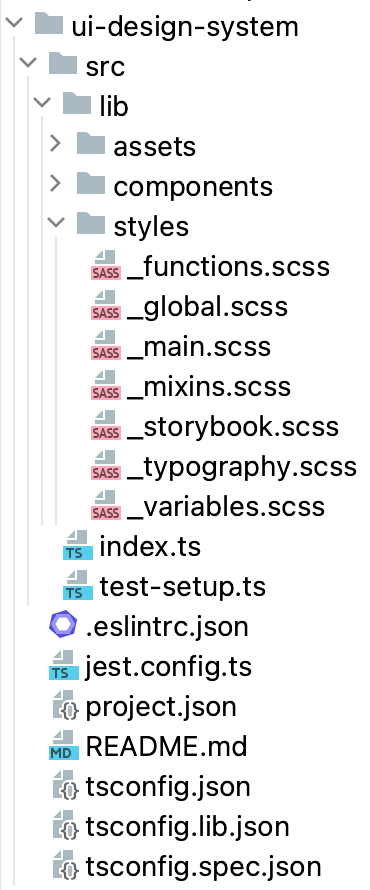 ui-design-system
src
lib
assets
components
styles
SASS _functions.scss
SASS _global.scss
SASS _main.scss
SASS _mixins.scss
SASS _storybook.scss
SASS _typography.scss
SASS _variables.scss
TS index.ts
TS test-setup.ts
.eslintrc.json
TS jest.config.ts
{} project.json
MD README.md
{} tsconfig.json
{} tsconfig.lib.json
{} tsconfig.spec.json